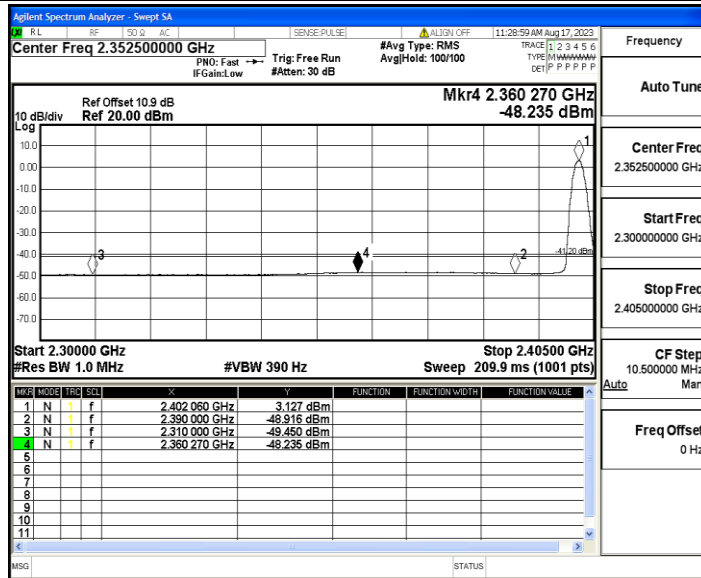 Agilent Spectrum Analyzer - Swept SA
RL RF 50 Ω AC SENSE:PULSE ALIGN OFF 11:28:59 AM Aug 17, 2023
Center Freq 2.352500000 GHz
PNO: Fast
IFGain:Low
Trig: Free Run
#Atten: 30 dB
#Avg Type: RMS
Avg|Hold: 100/100
TRACE 1 2 3 4 5 6
TYPE MWWWWW
DET P P P P P P
Frequency
Auto Tune
Center Freq
2.352500000 GHz
Start Freq
2.300000000 GHz
Stop Freq
2.405000000 GHz
CF Step
10.500000 MHz
Auto Man
Freq Offset
0 Hz
Mkr4 2.360 270 GHz
-48.235 dBm
Ref Offset 10.9 dB
10 dB/div Ref 20.00 dBm
Log
10.0
0.00
-10.0
-20.0
-30.0
-40.0
-50.0
-60.0
-70.0
1
3
4
2
-41.20 dBm
Start 2.30000 GHz Stop 2.40500 GHz
#Res BW 1.0 MHz #VBW 390 Hz Sweep 209.9 ms (1001 pts)
MKR MODE TRC SCL X Y FUNCTION FUNCTION WIDTH FUNCTION VALUE
1 N 1 f 2.402 060 GHz 3.127 dBm
2 N 1 f 2.390 000 GHz -48.916 dBm
3 N 1 f 2.310 000 GHz -49.450 dBm
4 N 1 f 2.360 270 GHz -48.235 dBm
5
6
7
8
9
10
11
MSG STATUS